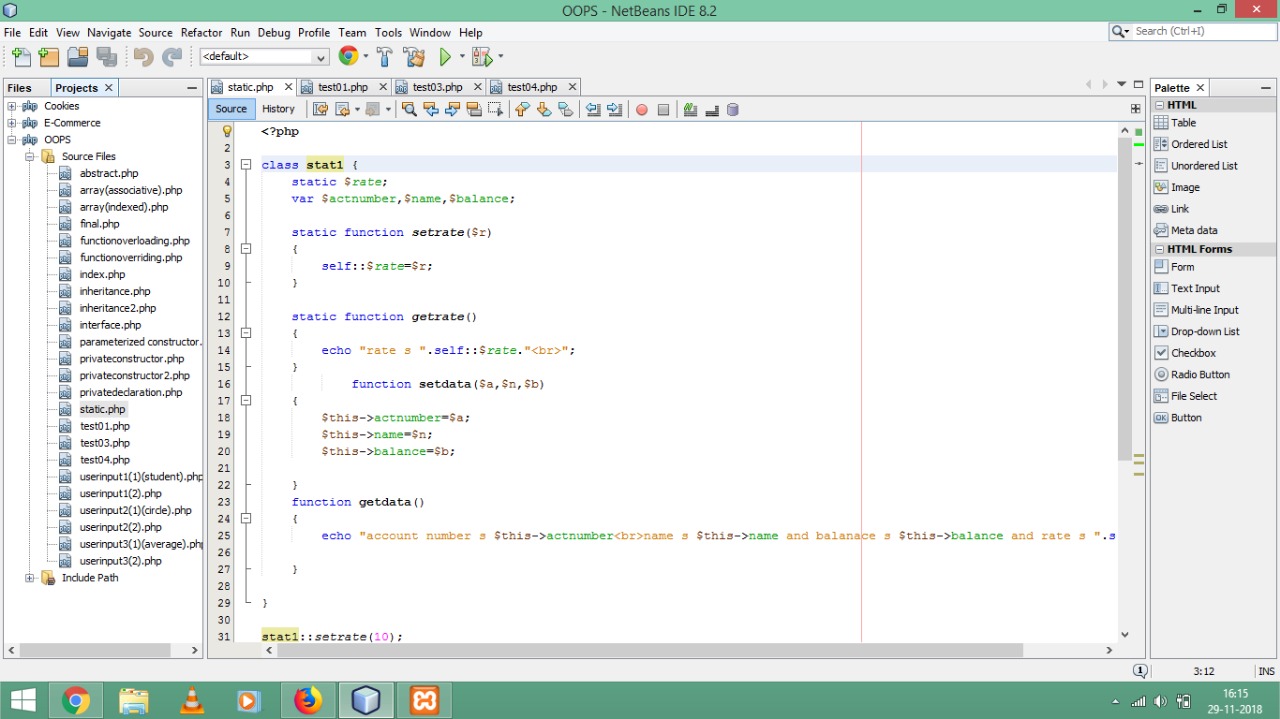 OOPS - NetBeans IDE 8.2
File Edit View Navigate Source Refactor Run Debug Profile Team Tools Window Help
Search (Ctrl+I)
<default>
Files Projects
static.php test01.php test03.php test04.php
Palette
Source History
Cookies
E-Commerce
OOPS
Source Files
abstract.php
array(associative).php
array(indexed).php
final.php
functionoverloading.php
functionoverriding.php
index.php
inheritance.php
inheritance2.php
interface.php
parameterized constructor.
privateconstructor.php
privateconstructor2.php
privatedeclaration.php
static.php
test01.php
test03.php
test04.php
userinput1(1)(student).php
userinput1(2).php
userinput2(1)(circle).php
userinput2(2).php
userinput3(1)(average).php
userinput3(2).php
Include Path
<?php
2
3 class stat1 {
4 static $rate;
5 var $actnumber,$name,$balance;
6
7 static function setrate($r)
8 {
9 self::$rate=$r;
10 }
11
12 static function getrate()
13 {
14 echo "rate s ".self::$rate."<br>";
15 }
16 function setdata($a,$n,$b)
17 {
18 $this->actnumber=$a;
19 $this->name=$n;
20 $this->balance=$b;
21
22 }
23 function getdata()
24 {
25 echo "account number s $this->actnumber<br>name s $this->name and balanace s $this->balance and rate s ".s
26
27 }
28
29 }
30
31 stat1::setrate(10);
HTML
Table
Ordered List
Unordered List
Image
Link
Meta data
HTML Forms
Form
Text Input
Multi-line Input
Drop-down List
Checkbox
Radio Button
File Select
Button
1 3:12 INS
16:15
29-11-2018